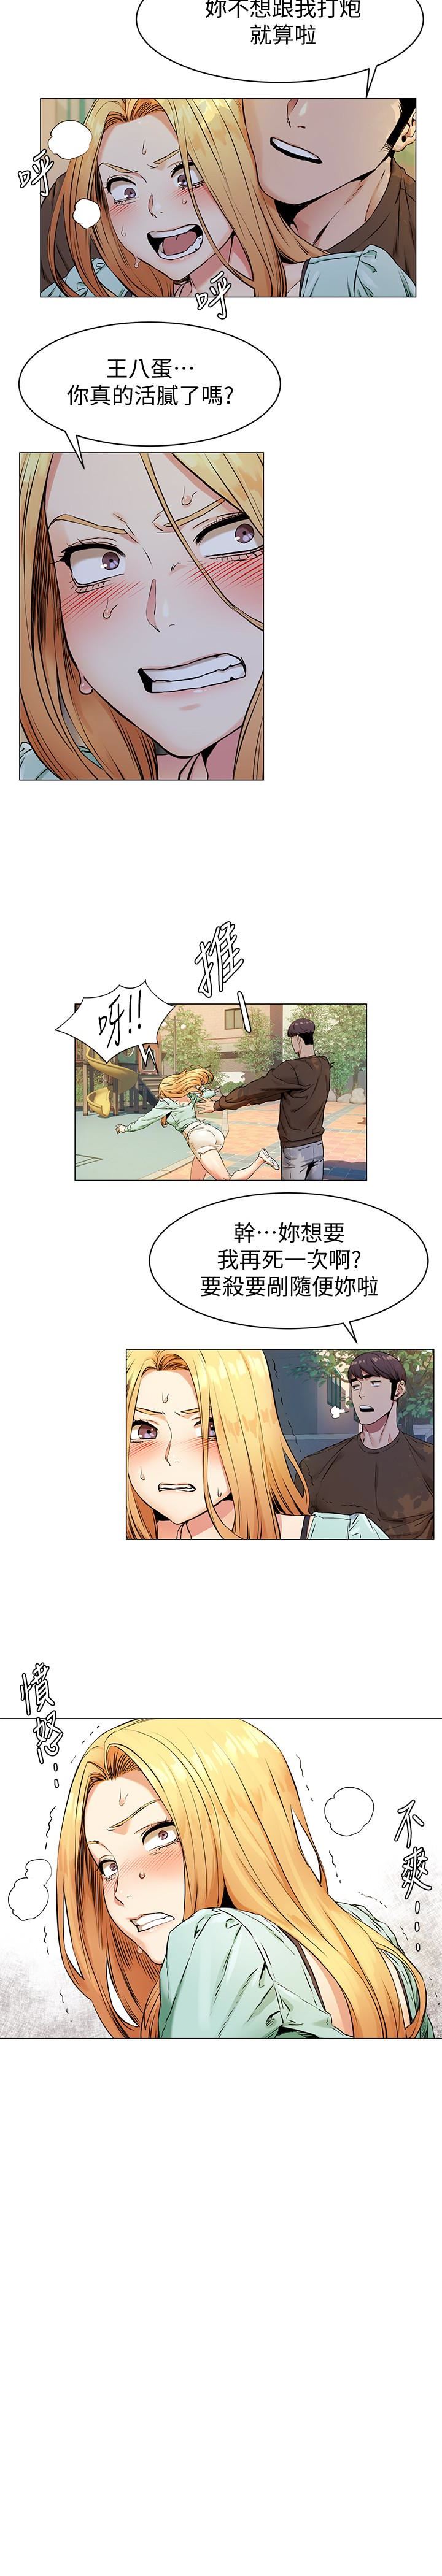 妳不想跟我打炮
就算啦
呼
呼
王八蛋…
你真的活膩了嗎?
推
呀!!
幹…妳想要
我再死一次啊?
要殺要剮隨便妳啦
憤怒…
不爽…